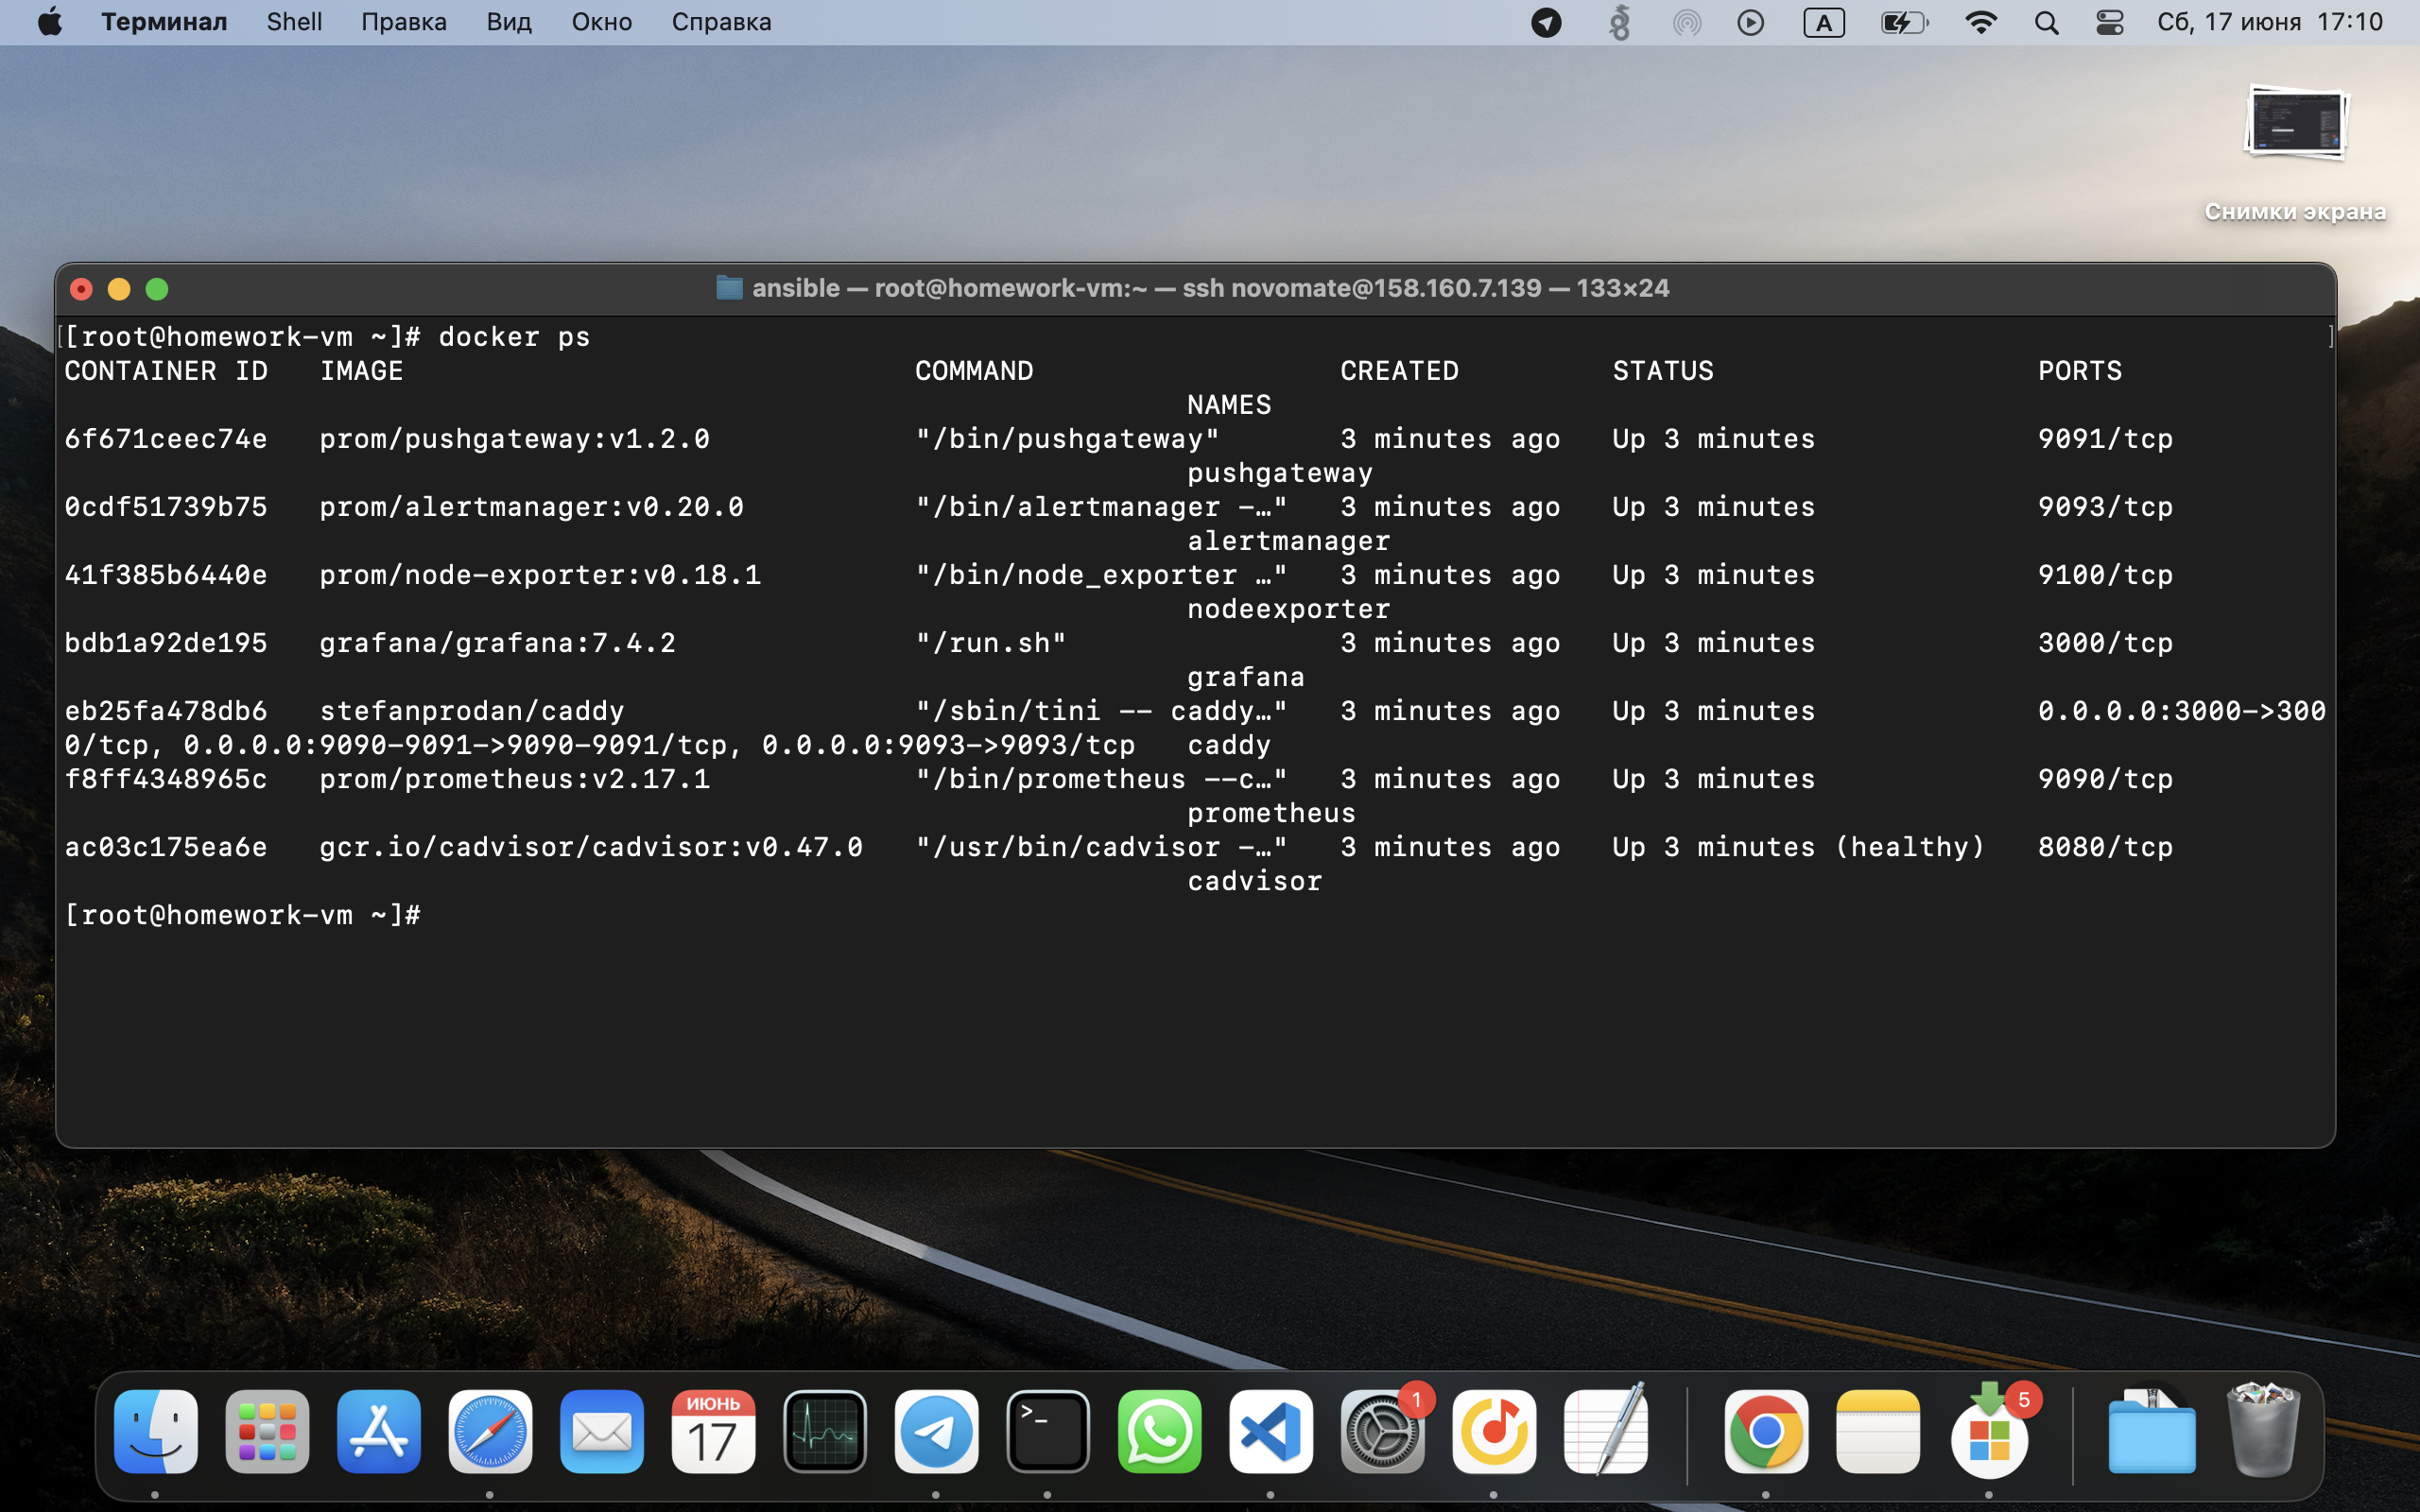 Терминал Shell Правка Вид Окно Справка A Сб, 17 июня 17:10
Снимки экрана
ansible — root@homework-vm:~ — ssh novomate@158.160.7.139 — 133×24
[[root@homework-vm ~]# docker ps ]
CONTAINER ID IMAGE COMMAND CREATED STATUS PORTS
NAMES
6f671ceec74e prom/pushgateway:v1.2.0 "/bin/pushgateway" 3 minutes ago Up 3 minutes 9091/tcp
pushgateway
0cdf51739b75 prom/alertmanager:v0.20.0 "/bin/alertmanager -…" 3 minutes ago Up 3 minutes 9093/tcp
alertmanager
41f385b6440e prom/node-exporter:v0.18.1 "/bin/node_exporter …" 3 minutes ago Up 3 minutes 9100/tcp
nodeexporter
bdb1a92de195 grafana/grafana:7.4.2 "/run.sh" 3 minutes ago Up 3 minutes 3000/tcp
grafana
eb25fa478db6 stefanprodan/caddy "/sbin/tini -- caddy…" 3 minutes ago Up 3 minutes 0.0.0.0:3000->300
0/tcp, 0.0.0.0:9090-9091->9090-9091/tcp, 0.0.0.0:9093->9093/tcp caddy
f8ff4348965c prom/prometheus:v2.17.1 "/bin/prometheus --c…" 3 minutes ago Up 3 minutes 9090/tcp
prometheus
ac03c175ea6e gcr.io/cadvisor/cadvisor:v0.47.0 "/usr/bin/cadvisor -…" 3 minutes ago Up 3 minutes (healthy) 8080/tcp
cadvisor
[root@homework-vm ~]#
ИЮНЬ
17
>_
1
5